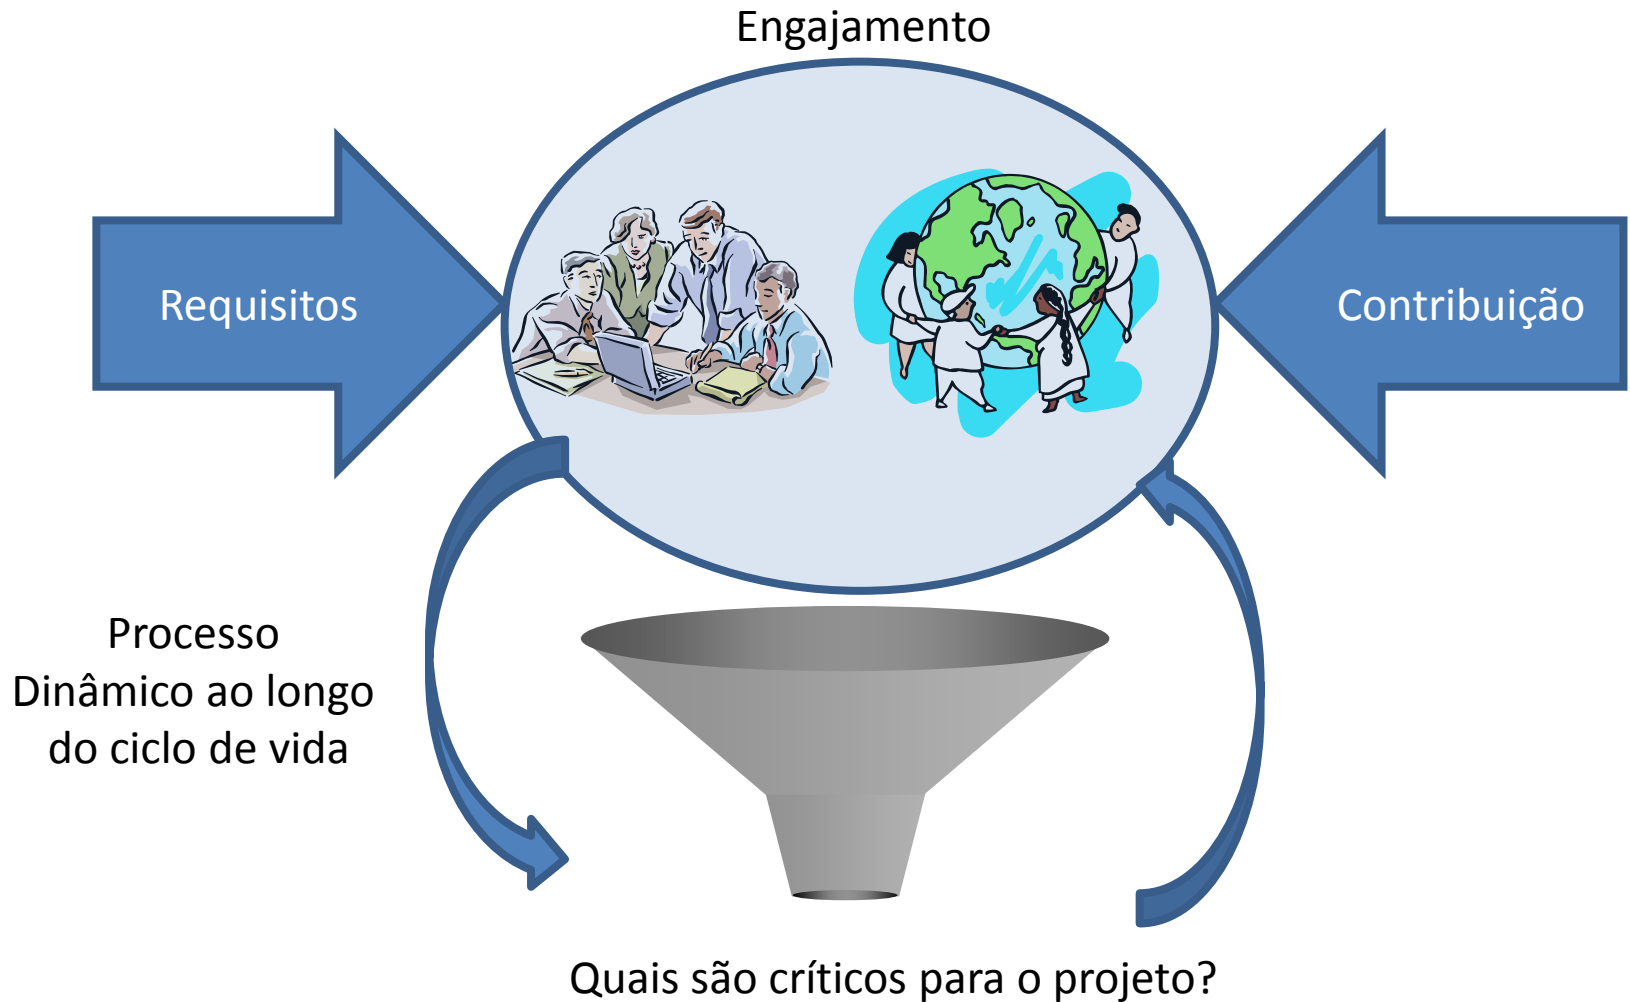 Engajamento
Requisitos
Contribuição
Processo
Dinâmico ao longo
do ciclo de vida
Quais são críticos para o projeto?